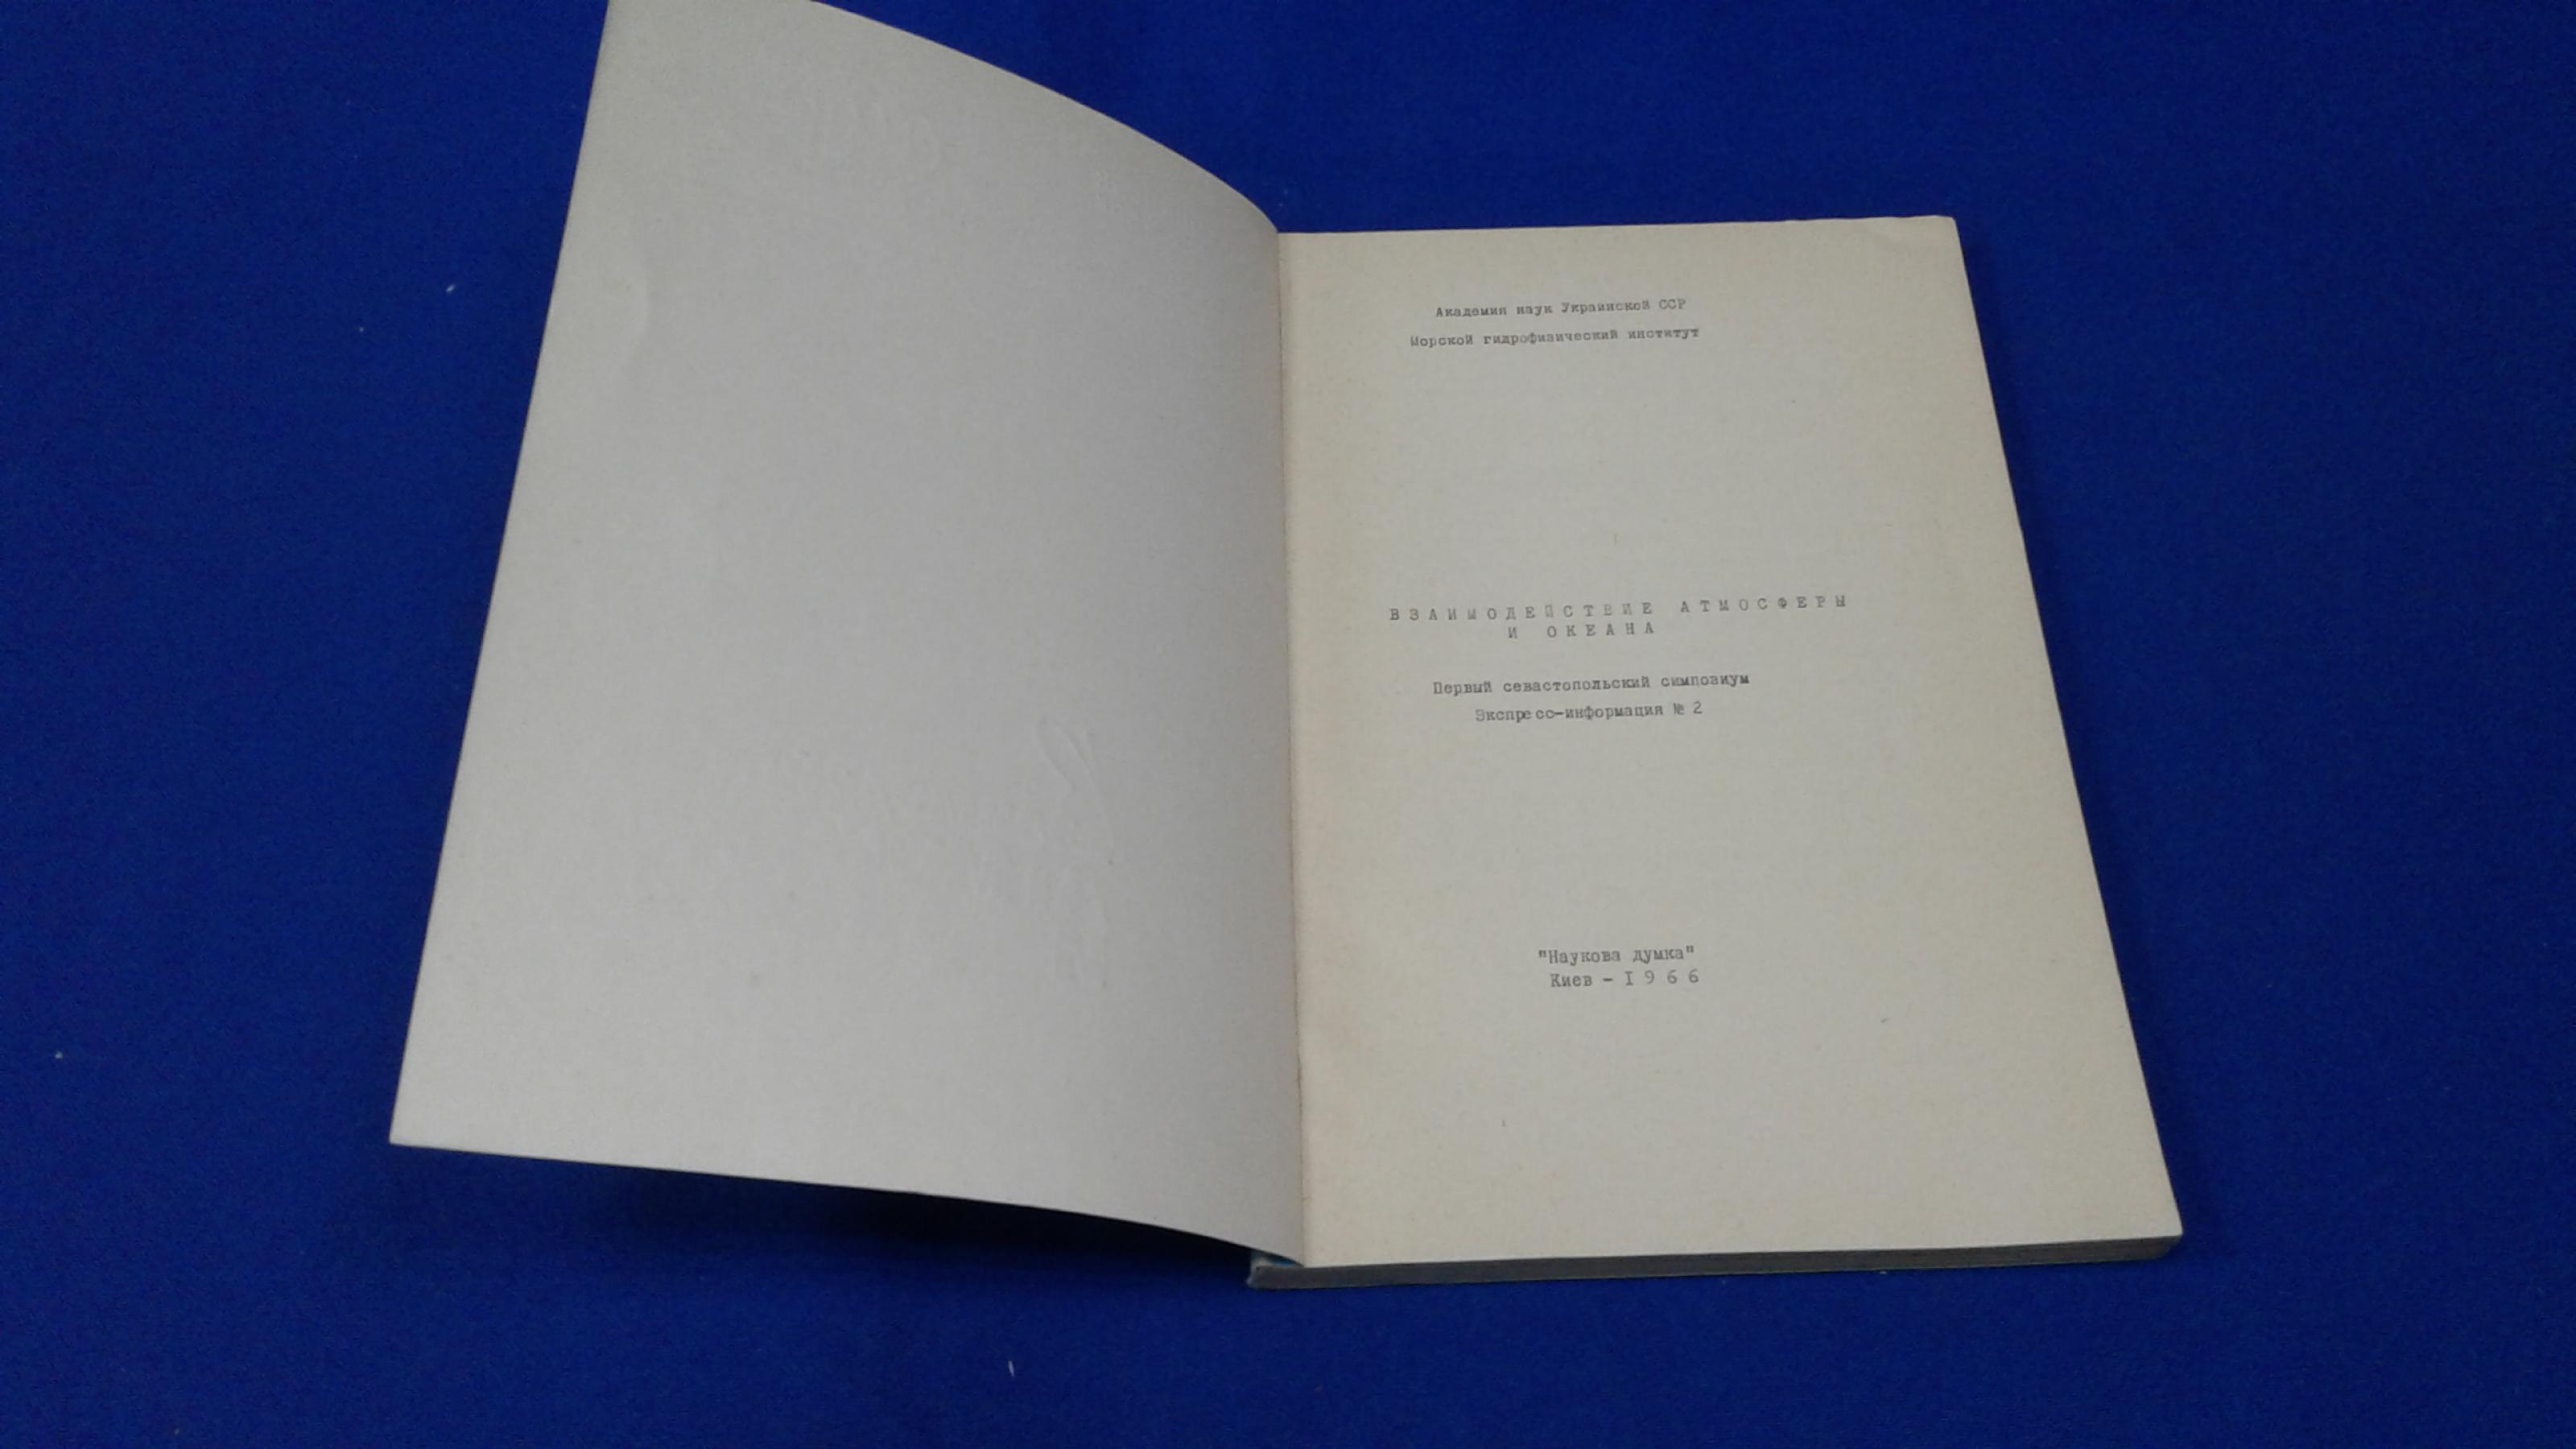 Академия наук Украинской ССР
Морской гидрофизический институт
ВЗАИМОДЕЙСТВИЕ АТМОСФЕРЫ
И ОКЕАНА
Первый севастопольский симпозиум
Экспресс-информация № 2
"Наукова думка"
Киев - I966